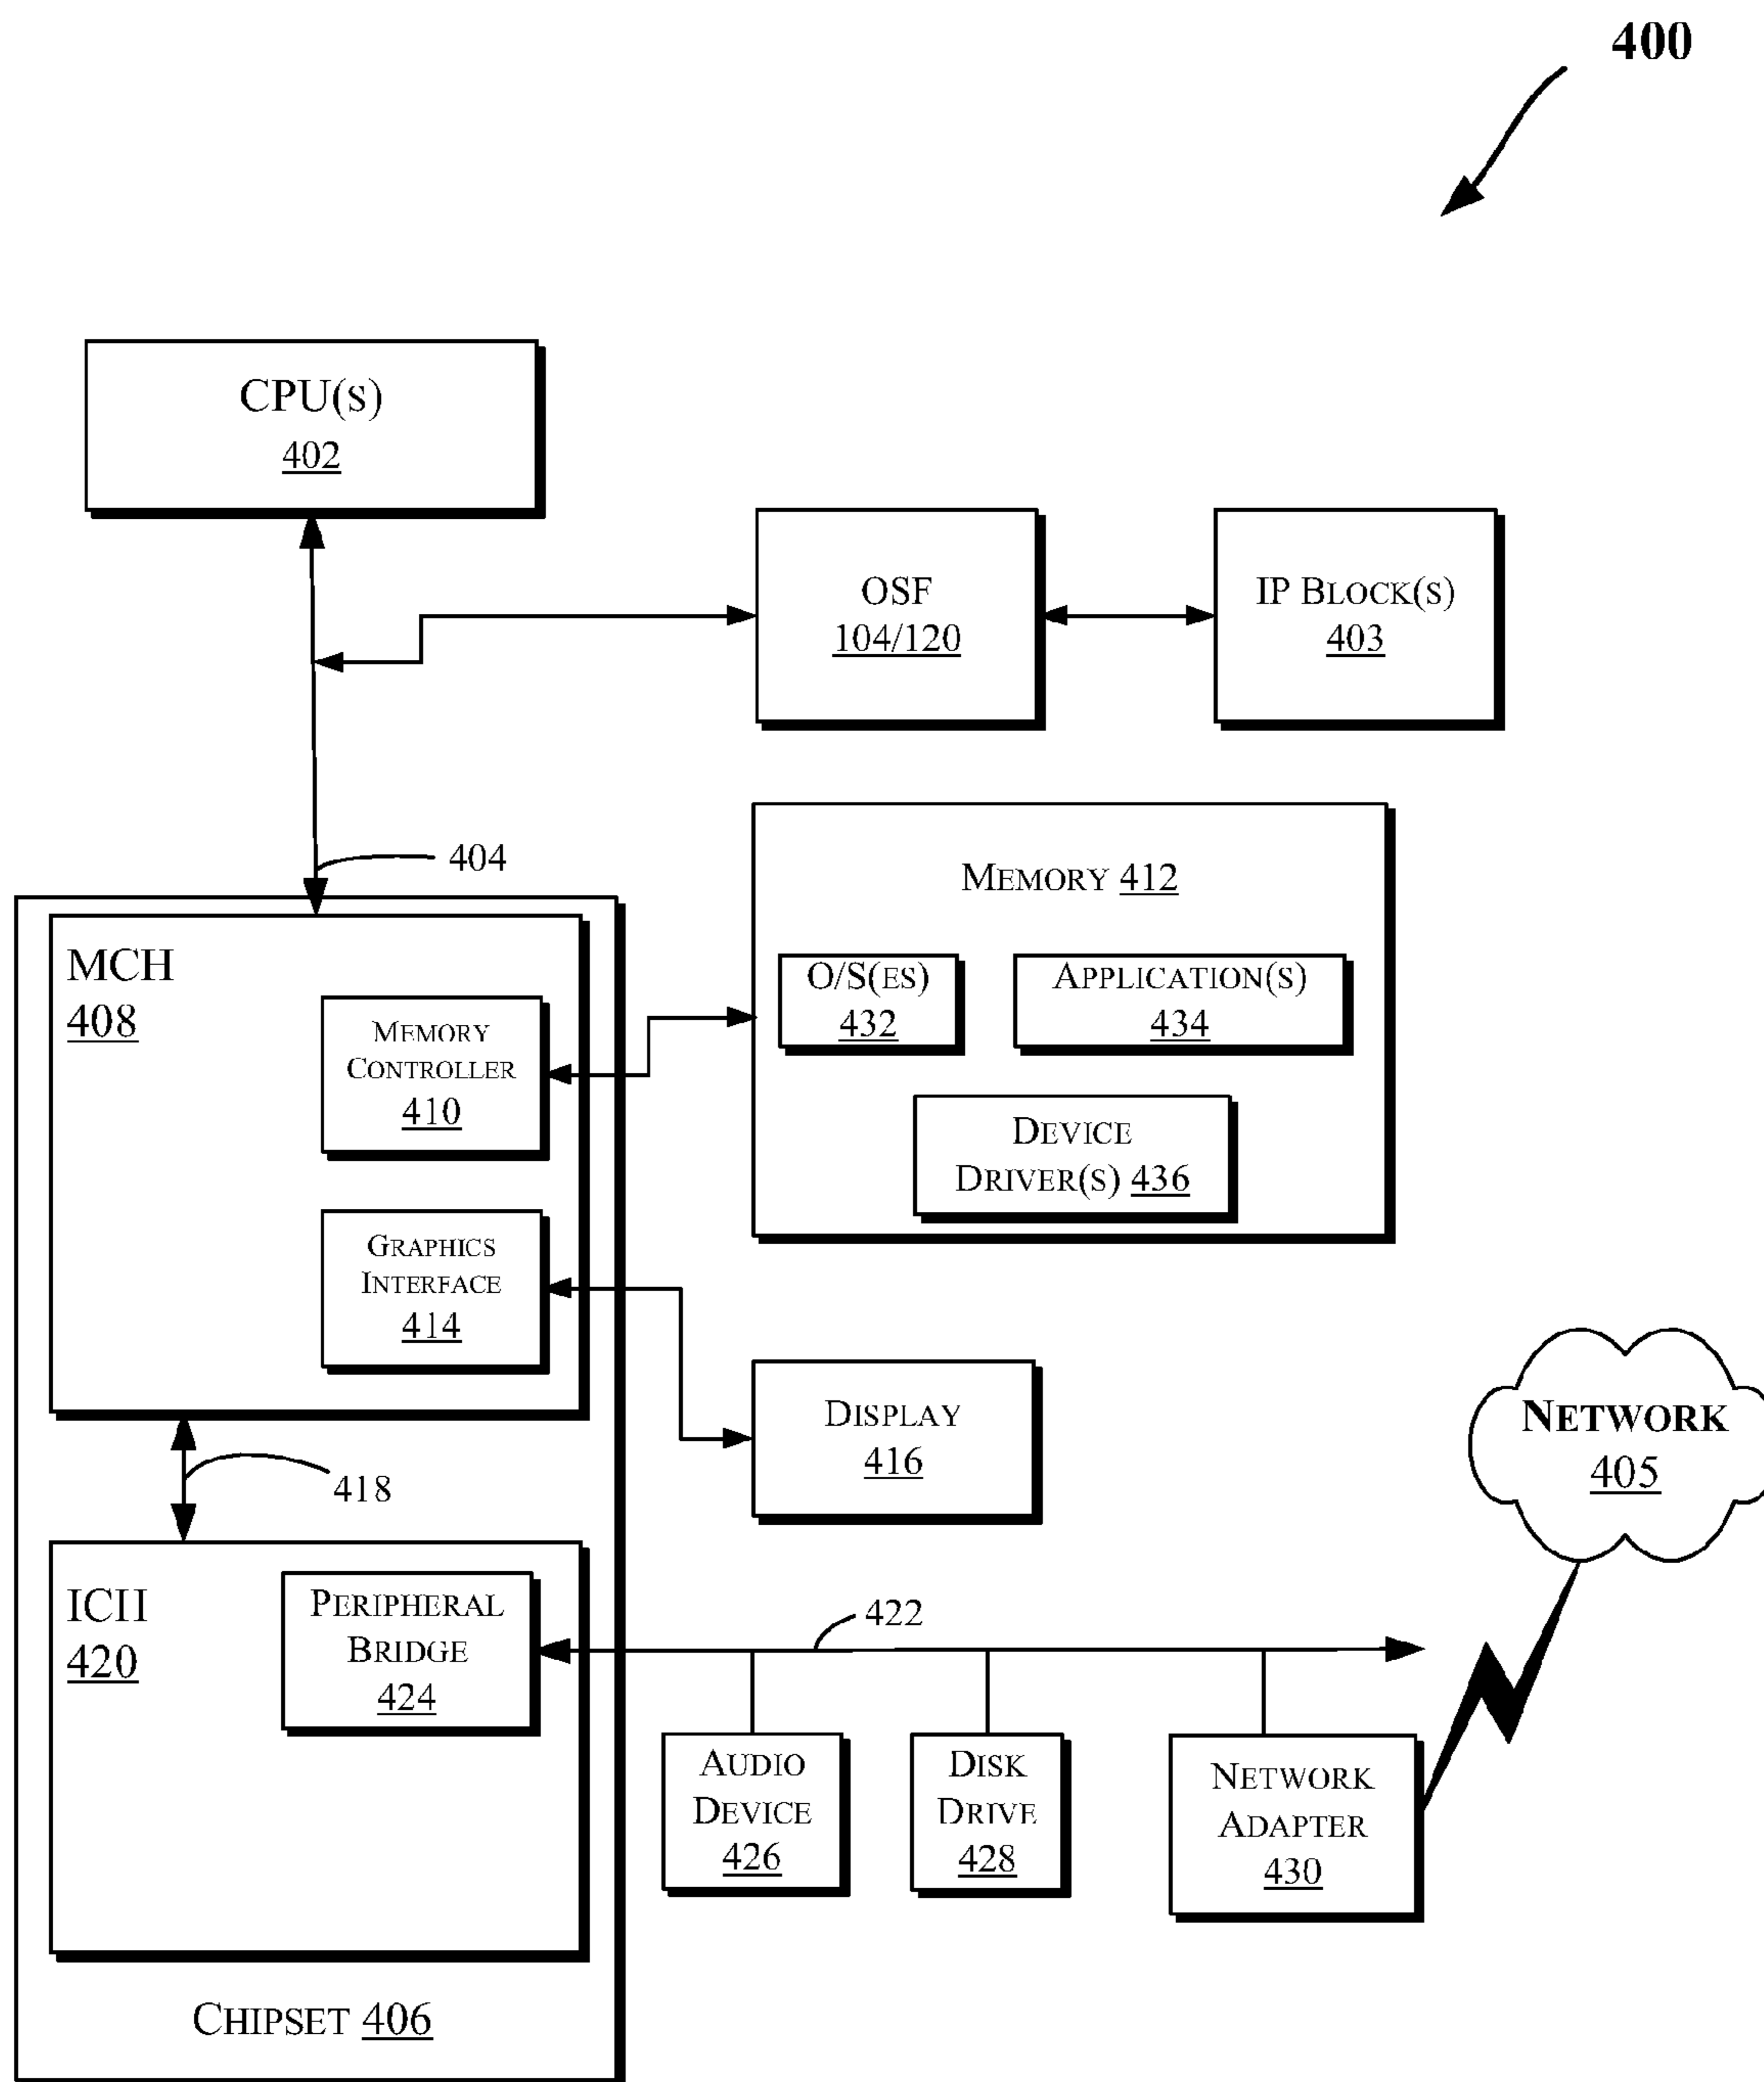 400
CPU(s)
402
OSF
104/120
IP BLOCK(S)
403
404
MEMORY 412
MCH
408
O/S(ES)
432
APPLICATION(S)
434
MEMORY
CONTROLLER
410
DEVICE
DRIVER(S) 436
GRAPHICS
INTERFACE
414
DISPLAY
416
NETWORK
405
418
ICH
420
PERIPHERAL
BRIDGE
424
422
AUDIO
DEVICE
426
DISK
DRIVE
428
NETWORK
ADAPTER
430
CHIPSET 406